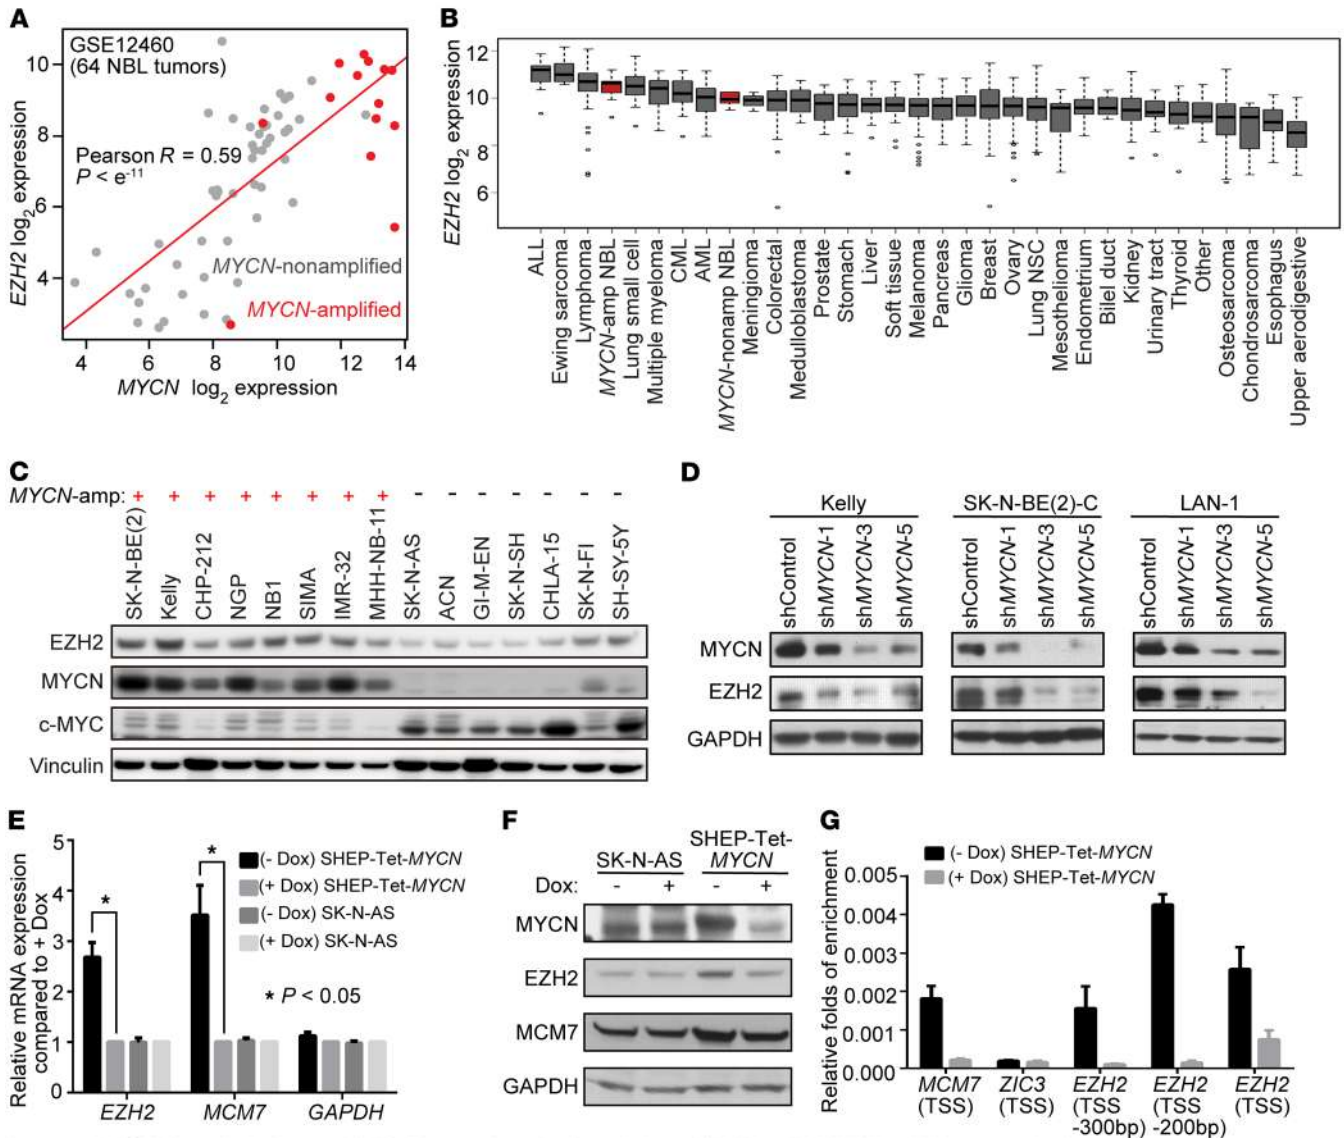 A
GSE12460
(64 NBL tumors)
Pearson R = 0.59
P < e-11
MYCN-nonamplified
MYCN-amplified
EZH2 log2 expression
10
8
6
4
4
6
8
10
12
14
MYCN log2 expression
B
EZH2 log2 expression
12
10
8
6
ALL
Ewing sarcoma
Lymphoma
MYCN-amp NBL
Lung small cell
Multiple myeloma
CML
AML
MYCN-nonamp NBL
Meningioma
Colorectal
Medulloblastoma
Prostate
Stomach
Liver
Soft tissue
Melanoma
Pancreas
Glioma
Breast
Ovary
Lung NSC
Mesothelioma
Endometrium
Bilel duct
Kidney
Urinary tract
Thyroid
Other
Osteosarcoma
Chondrosarcoma
Esophagus
Upper aerodigestive
C
MYCN-amp: + + + + + + + + - - - - - - -
SK-N-BE(2)
Kelly
CHP-212
NGP
NB1
SIMA
IMR-32
MHH-NB-11
SK-N-AS
ACN
GI-M-EN
SK-N-SH
CHLA-15
SK-N-FI
SH-SY-5Y
EZH2
MYCN
c-MYC
Vinculin
D
Kelly
SK-N-BE(2)-C
LAN-1
shControl
shMYCN-1
shMYCN-3
shMYCN-5
shControl
shMYCN-1
shMYCN-3
shMYCN-5
shControl
shMYCN-1
shMYCN-3
shMYCN-5
MYCN
EZH2
GAPDH
E
Relative mRNA expression
compared to + Dox
5
4
3
2
1
0
*
*
(- Dox) SHEP-Tet-MYCN
(+ Dox) SHEP-Tet-MYCN
(- Dox) SK-N-AS
(+ Dox) SK-N-AS
* P < 0.05
EZH2
MCM7
GAPDH
F
SK-N-AS
SHEP-Tet-
MYCN
Dox: - + - +
MYCN
EZH2
MCM7
GAPDH
G
(- Dox) SHEP-Tet-MYCN
(+ Dox) SHEP-Tet-MYCN
Relative folds of enrichment
0.005
0.004
0.003
0.002
0.001
0.000
MCM7
(TSS)
ZIC3
(TSS)
EZH2
(TSS
-300bp)
EZH2
(TSS
-200bp)
EZH2
(TSS)